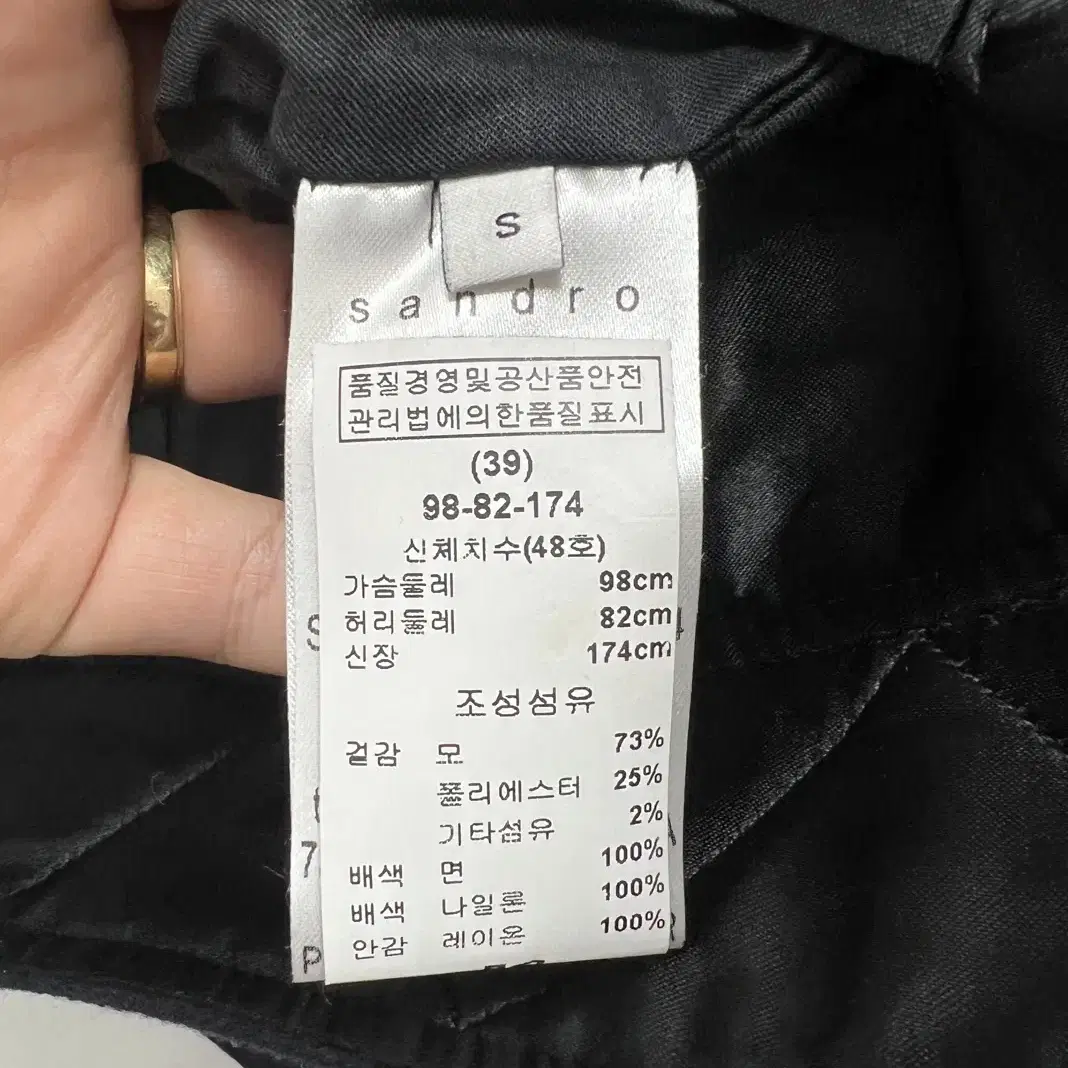 s
sandro
품질경영및공산품안전
관리법에의한품질표시
(39)
98-82-174
신체치수(48호)
가슴둘레 98cm
허리둘레 82cm
신장 174cm
조성섬유
겉감 모 73%
폴리에스터 25%
기타섬유 2%
배색 면 100%
배색 나일론 100%
안감 레이온 100%